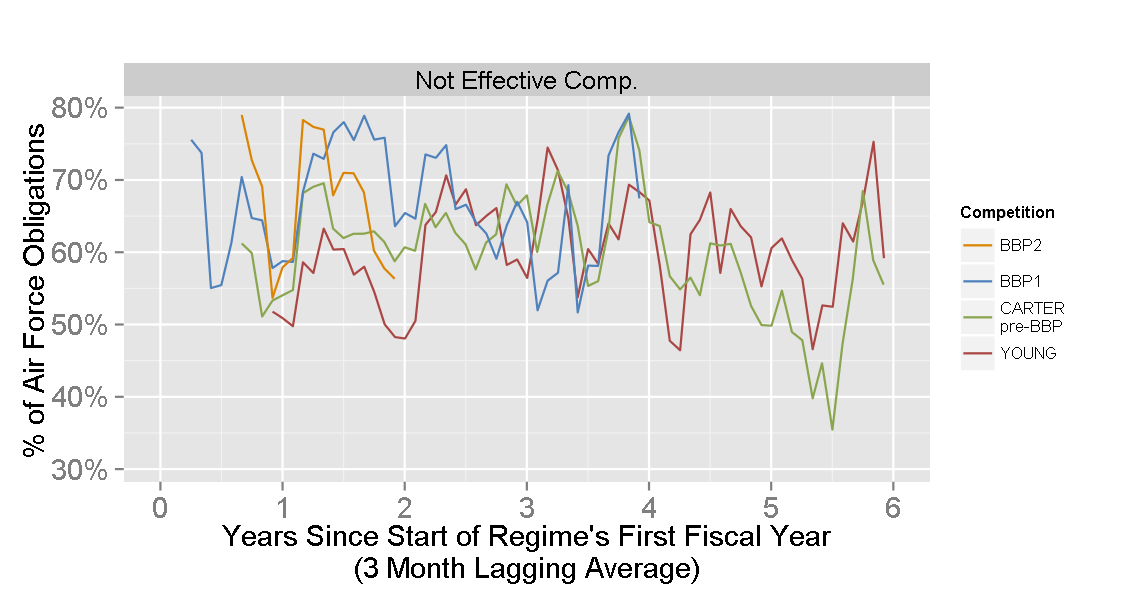 Not Effective Comp.
% of Air Force Obligations
80%
70%
60%
50%
40%
30%
0 1 2 3 4 5 6
Years Since Start of Regime's First Fiscal Year
(3 Month Lagging Average)
Competition
BBP2
BBP1
CARTER
pre-BBP
YOUNG